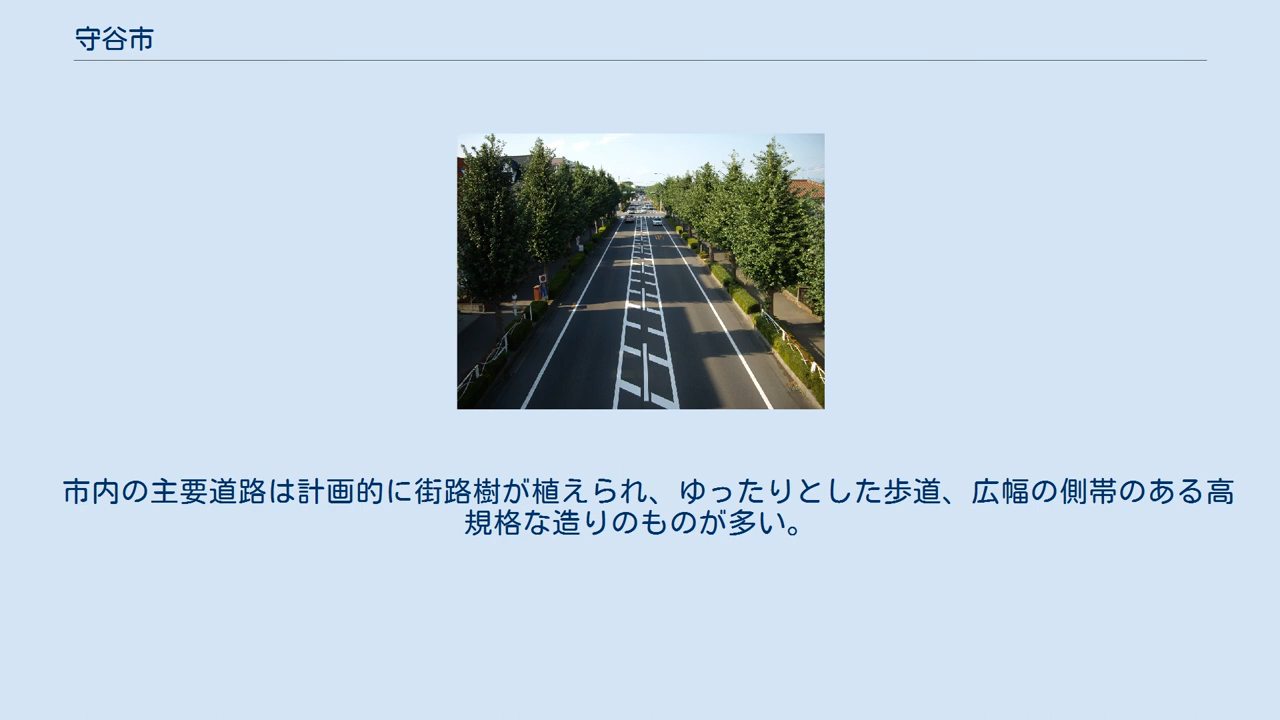 守谷市
市内の主要道路は計画的に街路樹が植えられ、ゆったりとした歩道、広幅の側帯のある高
規格な造りのものが多い。